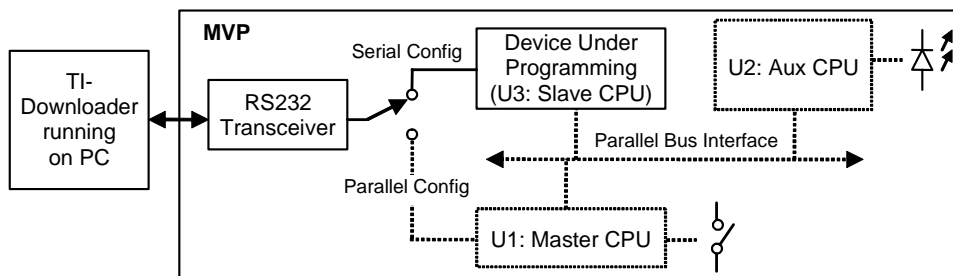 MVP
TI-
Downloader
running
on PC
RS232
Transceiver
Serial Config
Parallel Config
Device Under
Programming
(U3: Slave CPU)
U2: Aux CPU
Parallel Bus Interface
U1: Master CPU